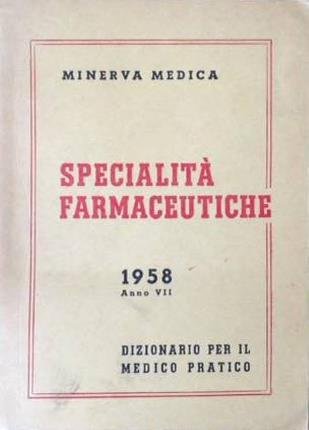 MINERVA MEDICA
SPECIALITÀ
FARMACEUTICHE
1958
Anno VII
DIZIONARIO PER IL
MEDICO PRATICO